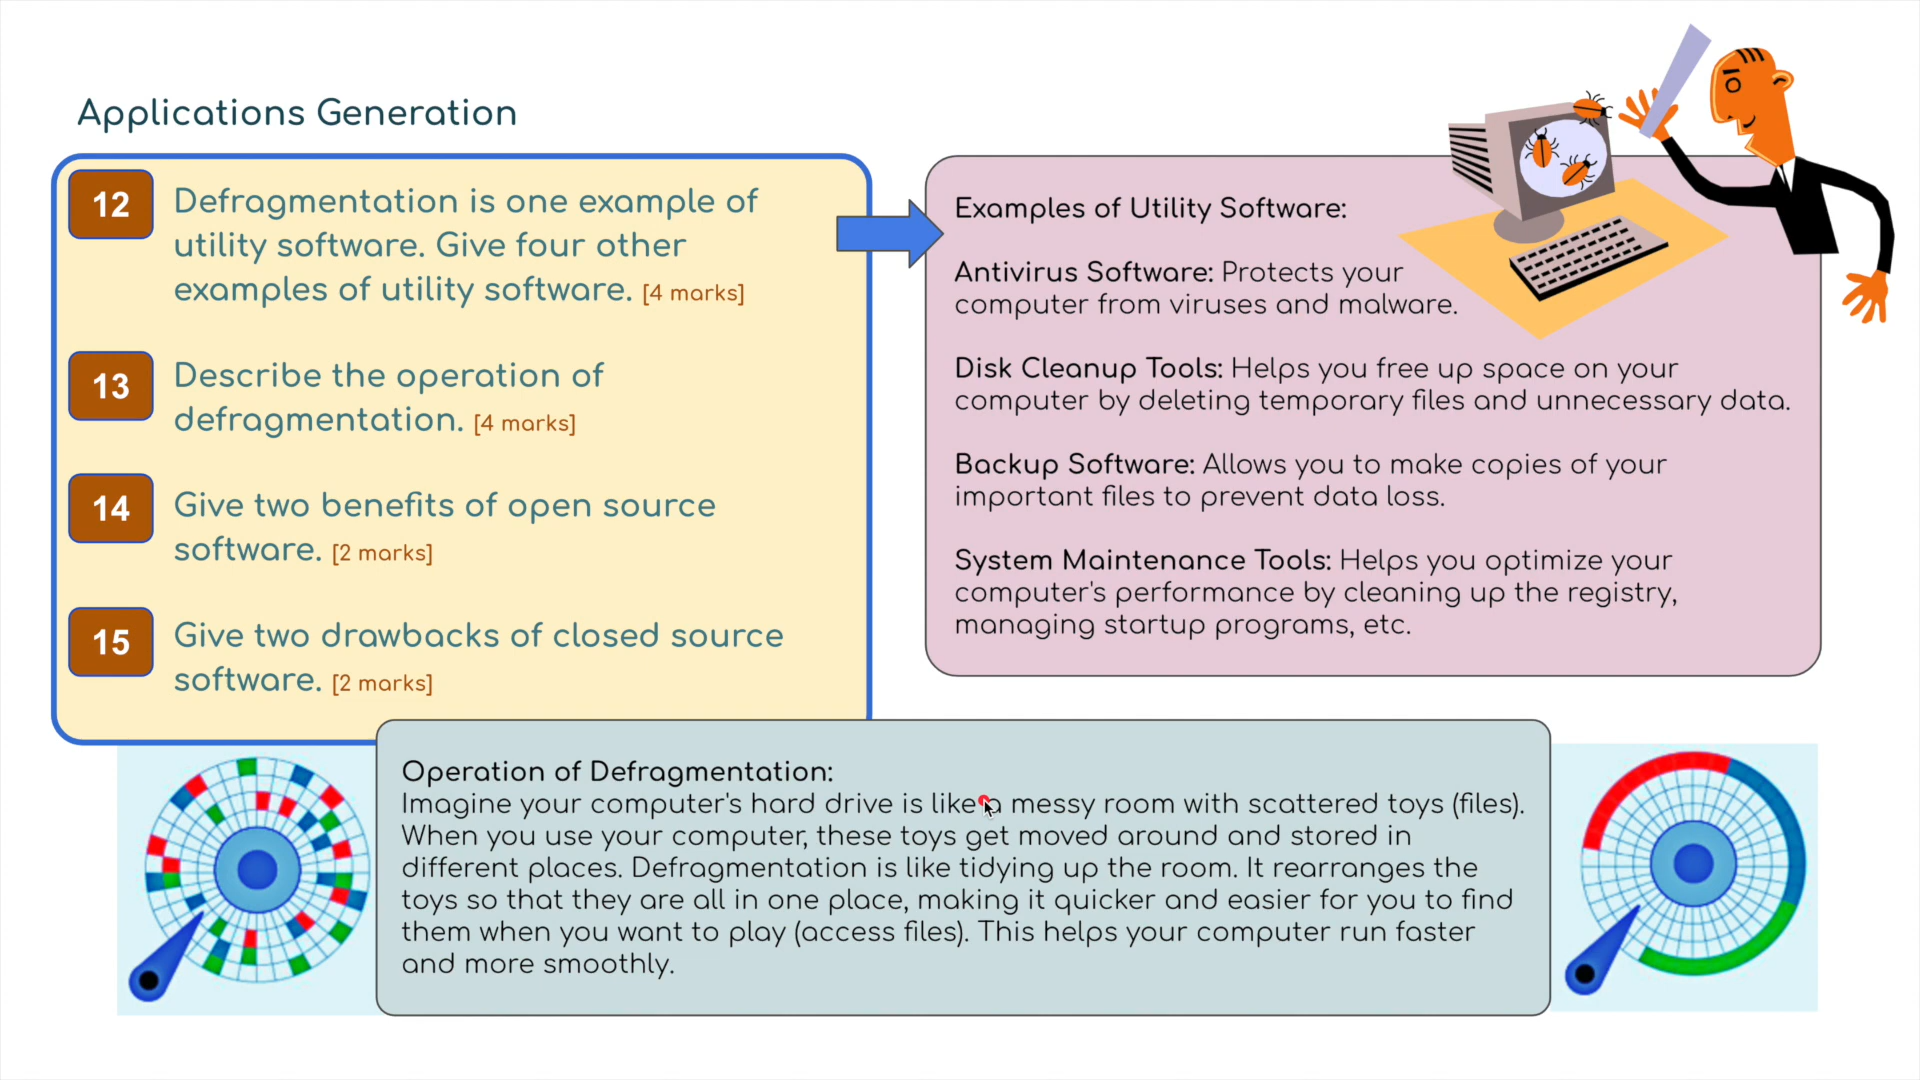 Applications Generation
12
Defragmentation is one example of
utility software. Give four other
examples of utility software. [4 marks]
13
Describe the operation of
defragmentation. [4 marks]
14
Give two benefits of open source
software. [2 marks]
15
Give two drawbacks of closed source
software. [2 marks]
Examples of Utility Software:
Antivirus Software: Protects your
computer from viruses and malware.
Disk Cleanup Tools: Helps you free up space on your
computer by deleting temporary files and unnecessary data.
Backup Software: Allows you to make copies of your
important files to prevent data loss.
System Maintenance Tools: Helps you optimize your
computer's performance by cleaning up the registry,
managing startup programs, etc.
Operation of Defragmentation:
Imagine your computer's hard drive is like a messy room with scattered toys (files).
When you use your computer, these toys get moved around and stored in
different places. Defragmentation is like tidying up the room. It rearranges the
toys so that they are all in one place, making it quicker and easier for you to find
them when you want to play (access files). This helps your computer run faster
and more smoothly.